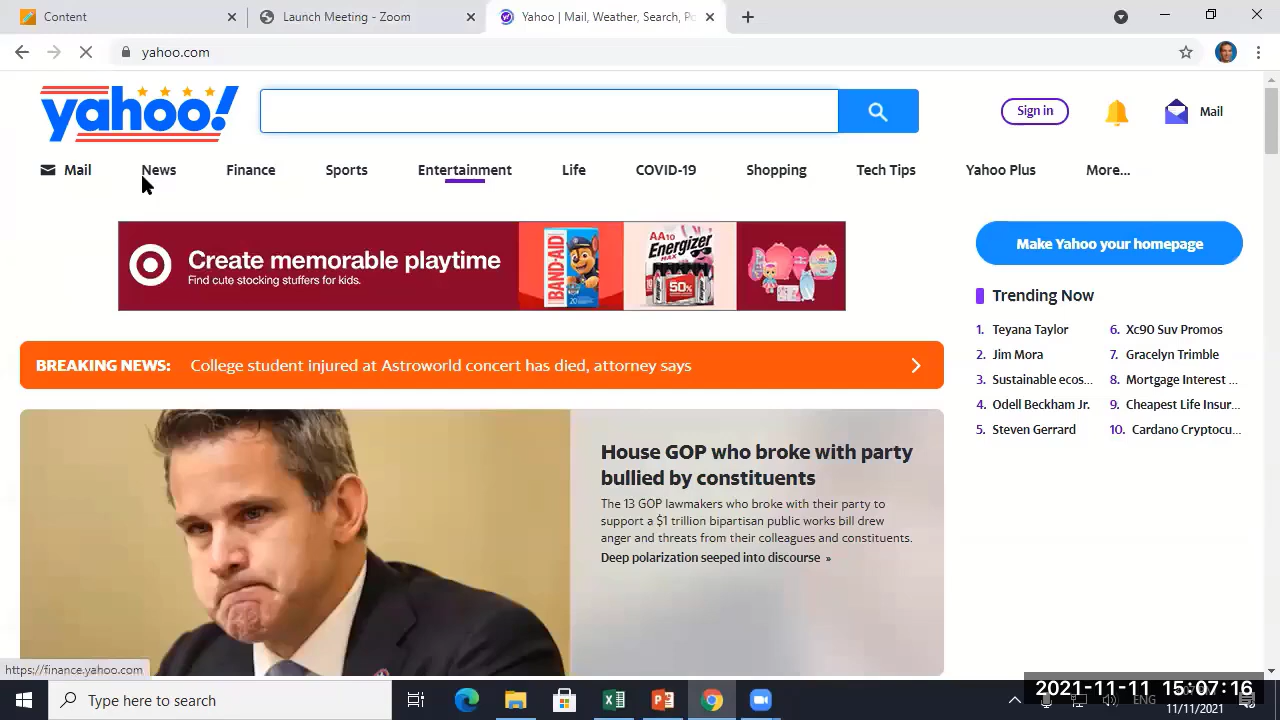 Content
Launch Meeting - Zoom
Yahoo | Mail, Weather, Search, Po
yahoo.com
yahoo!
Sign in
Mail
Mail
News
Finance
Sports
Entertainment
Life
COVID-19
Shopping
Tech Tips
Yahoo Plus
More...
Create memorable playtime
Find cute stocking stuffers for kids.
BAND-AID
20
AA10
Energizer
MAX
50%
Make Yahoo your homepage
Trending Now
1. Teyana Taylor
2. Jim Mora
3. Sustainable ecos...
4. Odell Beckham Jr.
5. Steven Gerrard
6. Xc90 Suv Promos
7. Gracelyn Trimble
8. Mortgage Interest ...
9. Cheapest Life Insur...
10. Cardano Cryptocu...
BREAKING NEWS: College student injured at Astroworld concert has died, attorney says
House GOP who broke with party
bullied by constituents
The 13 GOP lawmakers who broke with their party to
support a $1 trillion bipartisan public works bill drew
anger and threats from their colleagues and constituents.
Deep polarization seeped into discourse »
https://finance.yahoo.com
Type here to search
2021-11-11 15:07:16
ENG
11/11/2021